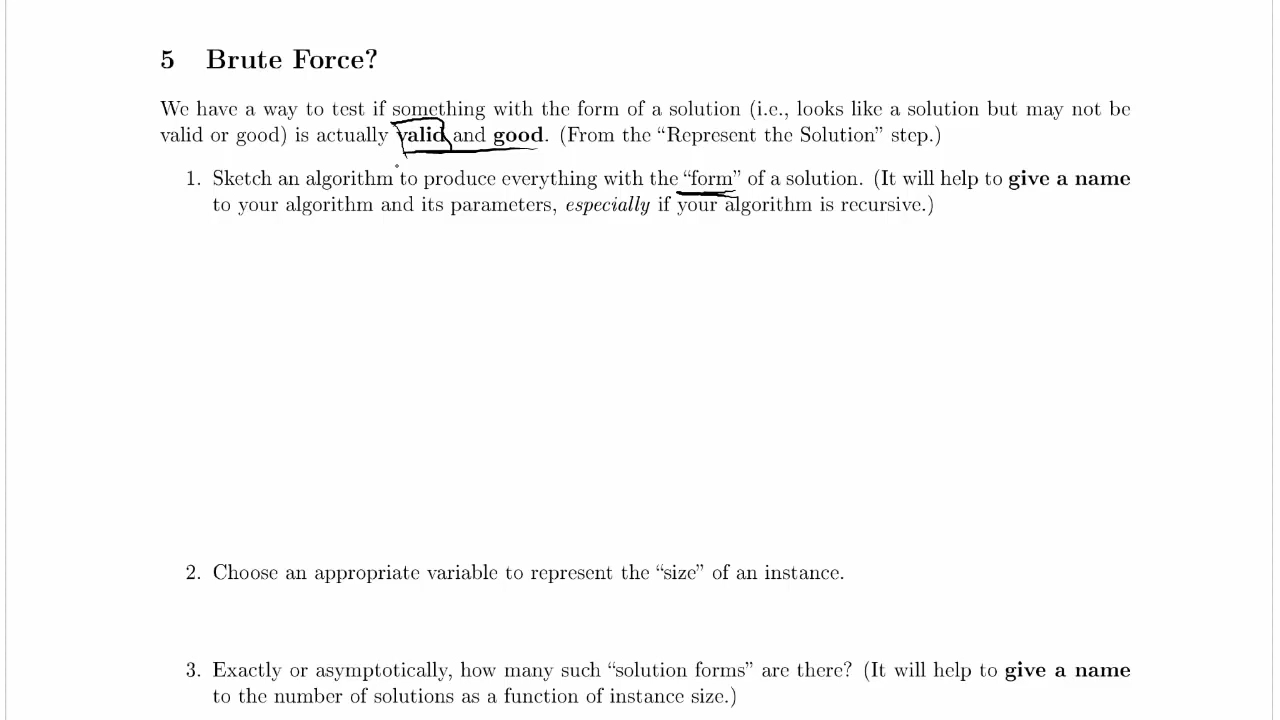 5 Brute Force?
We have a way to test if something with the form of a solution (i.e., looks like a solution but may not be
valid or good) is actually valid and good. (From the “Represent the Solution” step.)
1. Sketch an algorithm to produce everything with the “form” of a solution. (It will help to give a name
to your algorithm and its parameters, especially if your algorithm is recursive.)
2. Choose an appropriate variable to represent the “size” of an instance.
3. Exactly or asymptotically, how many such “solution forms” are there? (It will help to give a name
to the number of solutions as a function of instance size.)